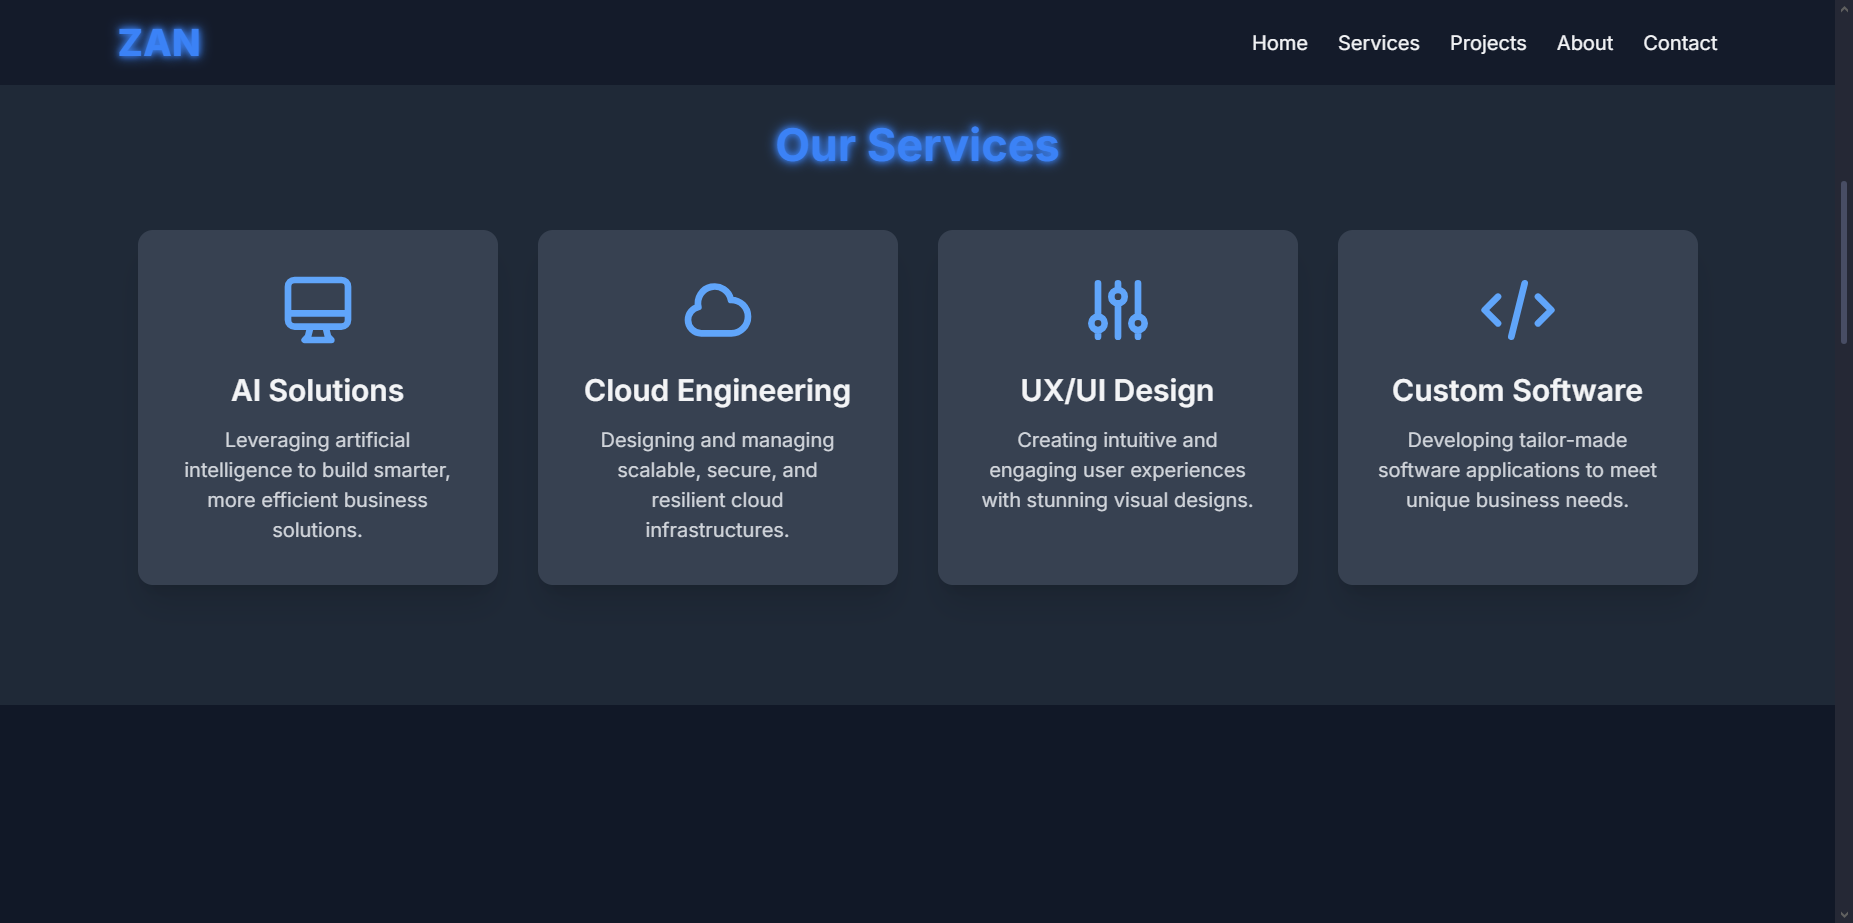 ZAN
Home Services Projects About Contact
Our Services
AI Solutions
Leveraging artificial
intelligence to build smarter,
more efficient business
solutions.
Cloud Engineering
Designing and managing
scalable, secure, and
resilient cloud
infrastructures.
UX/UI Design
Creating intuitive and
engaging user experiences
with stunning visual designs.
Custom Software
Developing tailor-made
software applications to meet
unique business needs.